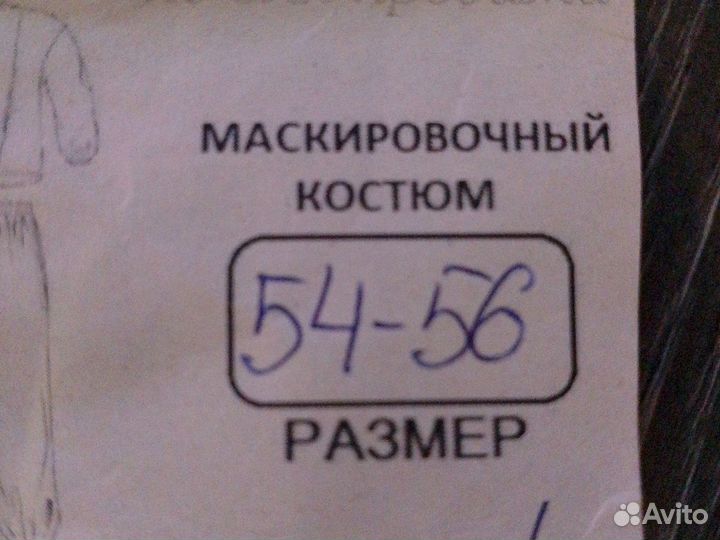 МАСКИРОВОЧНЫЙ
КОСТЮМ
54-56
РАЗМЕР
Avito